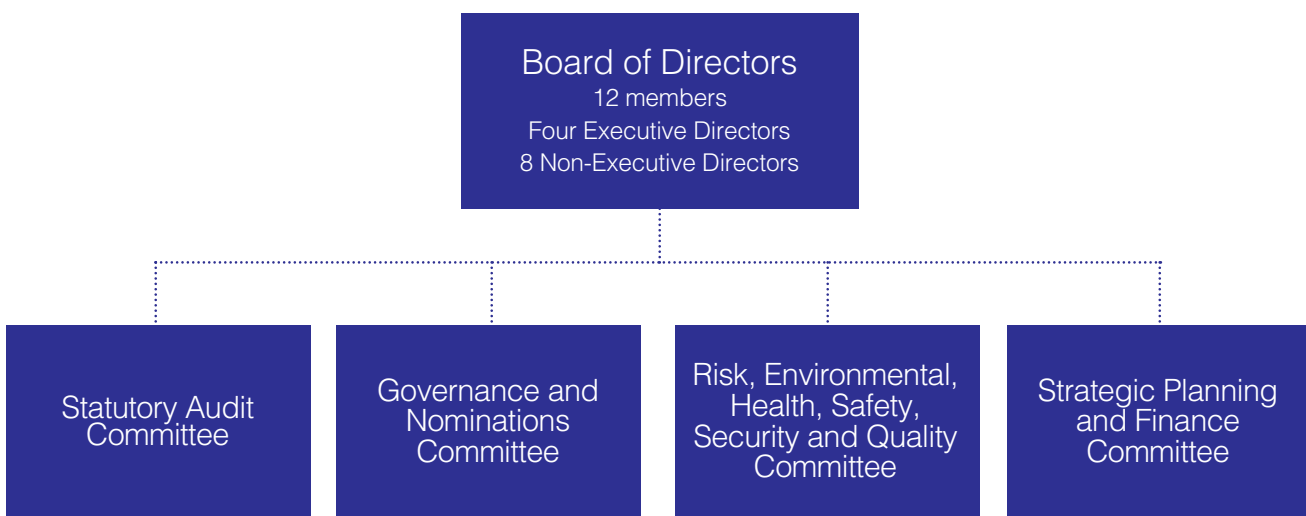 Board of Directors
12 members
Four Executive Directors
8 Non-Executive Directors
Statutory Audit
Committee
Governance and
Nominations
Committee
Risk, Environmental,
Health, Safety,
Security and Quality
Committee
Strategic Planning
and Finance
Committee